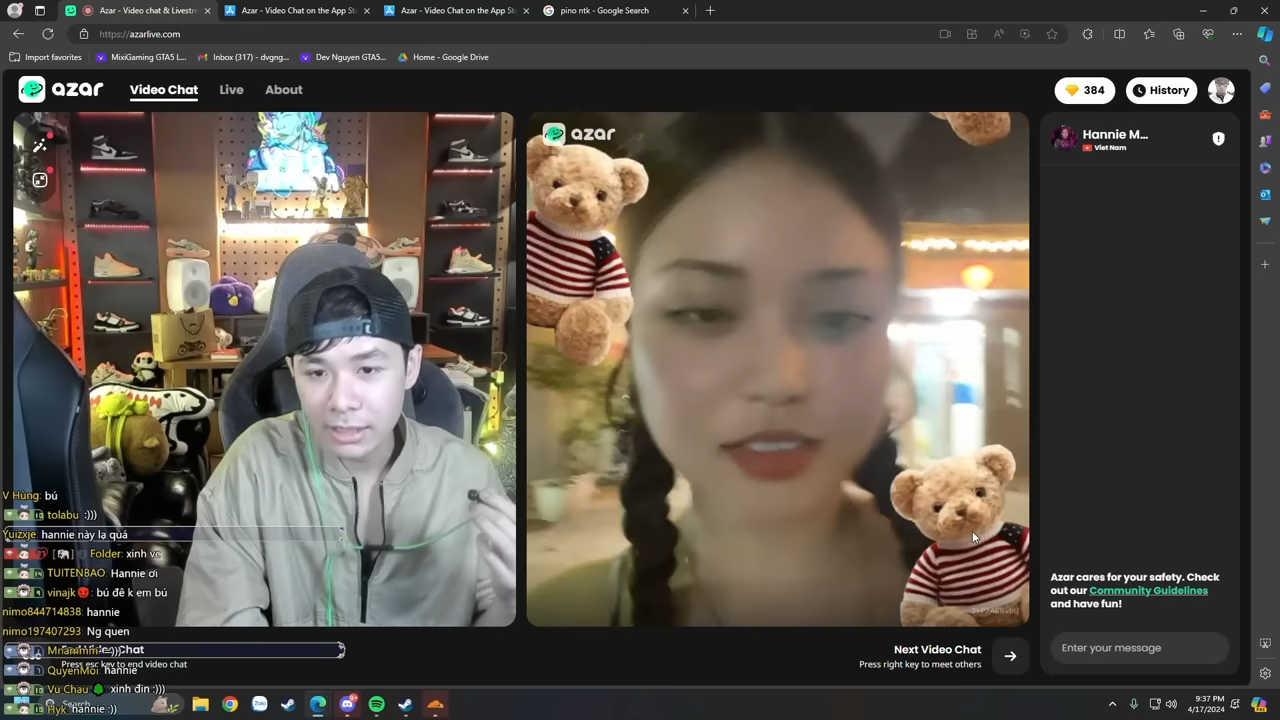 Azar - Video chat & Livestre
Azar - Video Chat on the App St
Azar - Video Chat on the App St
pino ntk - Google Search
https://azarlive.com
Import favorites
MixiGaming GTA5 L...
Inbox (317) - dvgng...
Dev Nguyen GTA5...
Home - Google Drive
azar
Video Chat
Live
About
384
History
azar
Hannie M...
Viet Nam
V Hùng: bú
tolabu :)))
Yuizxje: hannie này lạ quá
Folder: xinh vc
TUITENBAO: Hannie ơi
vinajk: bú đê k em bú
nimo844714838: hannie
nimo197407293: Ng quen
Chat
Press esc key to end video chat
QuyenMoi: hannie
Vu Chau: xinh đin :)))
Hyk: hannie :))
Next Video Chat
Press right key to meet others
Azar cares for your safety. Check
out our Community Guidelines
and have fun!
Enter your message
Search
Zalo
9:37 PM
4/17/2024